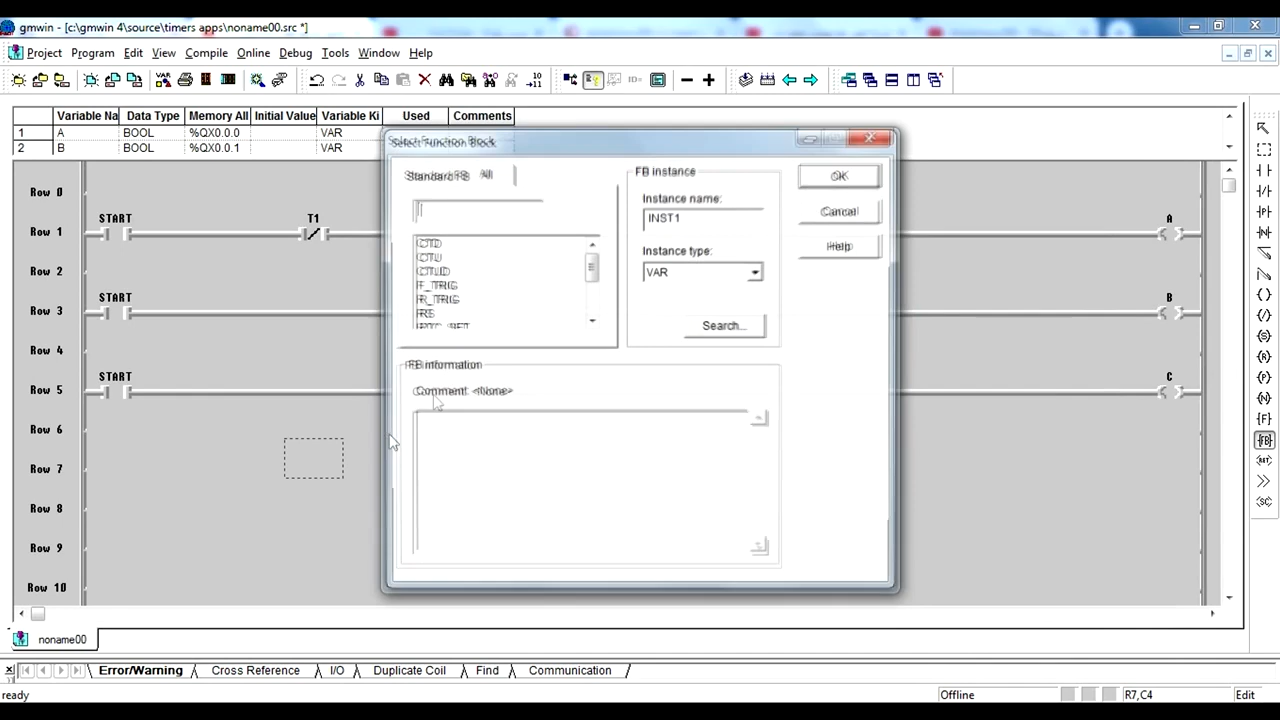 gmwin - [c:\gmwin 4\source\timers apps\noname00.src *]
Project Program Edit View Compile Online Debug Tools Window Help
Variable Na Data Type Memory All Initial Value Variable Ki Used Comments
1 A BOOL %QX0.0.0 VAR
2 B BOOL %QX0.0.1 VAR
Select Function Block
Standard FB All
CTD
CTU
CTUD
F_TRIG
R_TRIG
FB instance
Instance name:
INST1
Instance type:
VAR
Search...
OK
Cancel
Help
FB information
Comment: <None>
Row 0
START T1 A
Row 1
Row 2
START B
Row 3
Row 4
START C
Row 5
Row 6
Row 7
Row 8
Row 9
Row 10
noname00
Error/Warning Cross Reference I/O Duplicate Coil Find Communication
ready Offline R7,C4 Edit